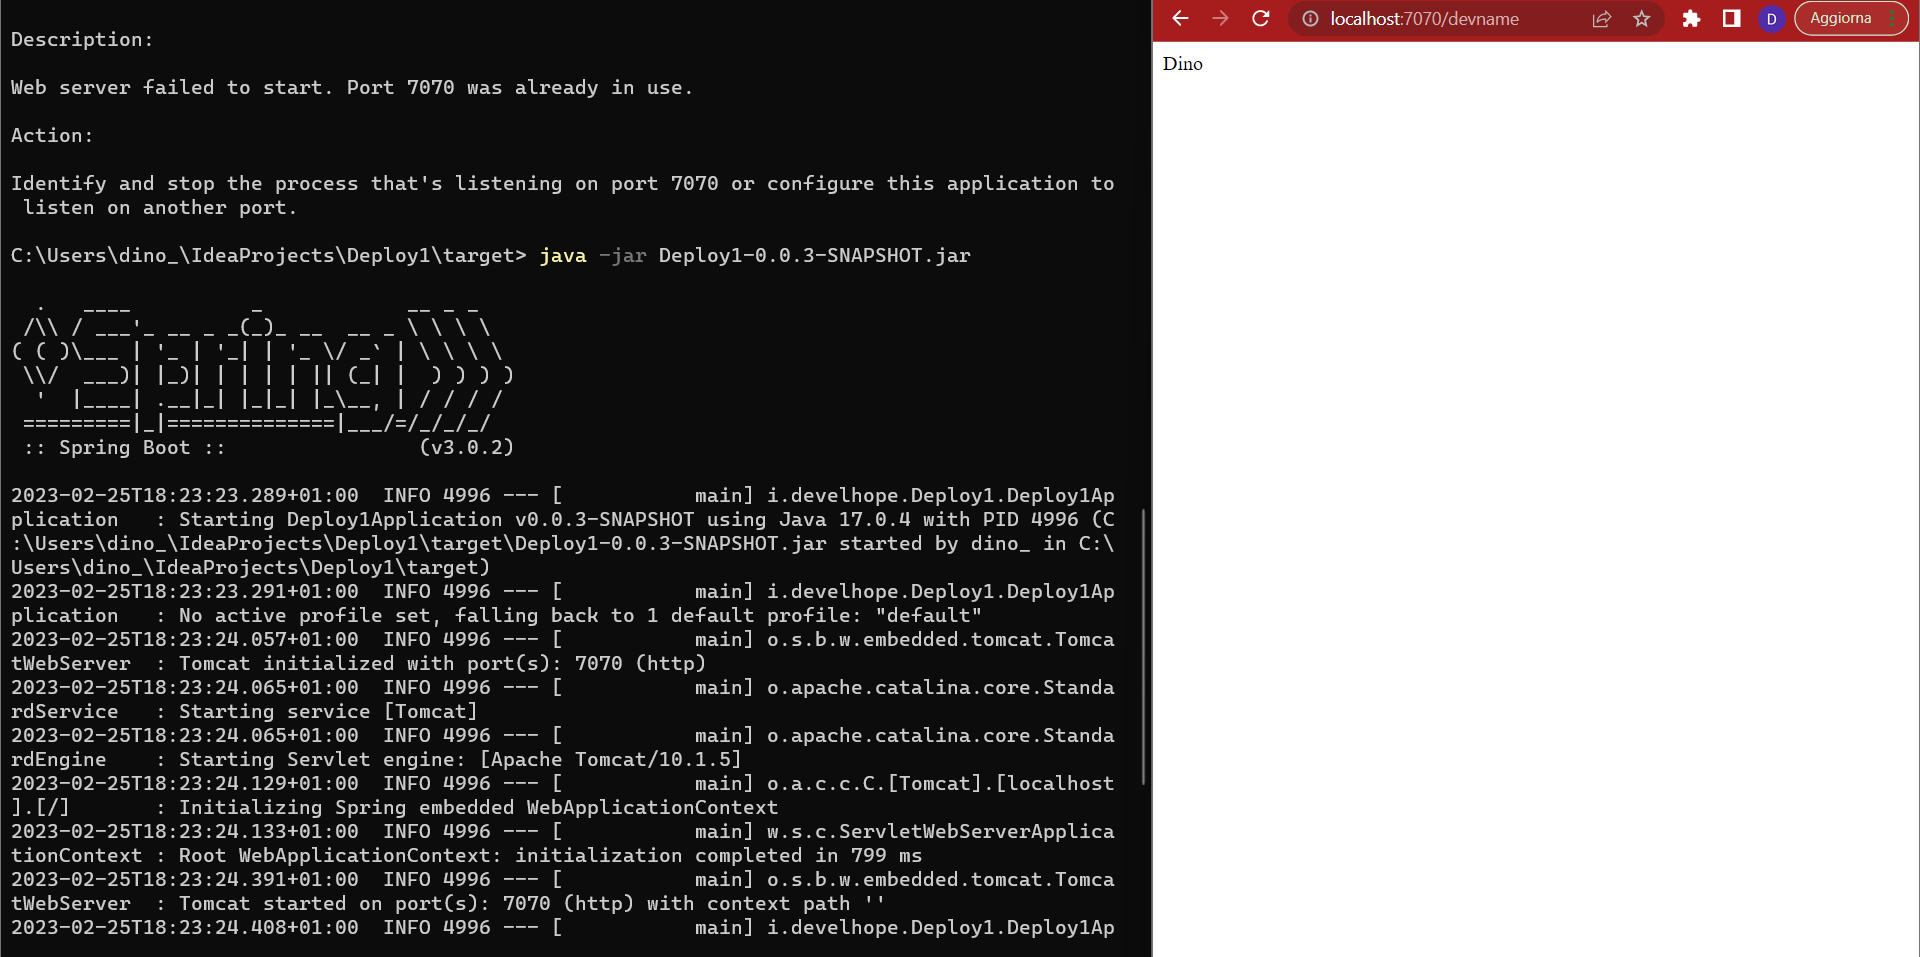 Description:
Web server failed to start. Port 7070 was already in use.
Action:
Identify and stop the process that's listening on port 7070 or configure this application to
 listen on another port.
C:\Users\dino_\IdeaProjects\Deploy1\target> java -jar Deploy1-0.0.3-SNAPSHOT.jar
  .   ____          _            __ _ _
 /\\ / ___'_ __ _ _(_)_ __  __ _ \ \ \ \
( ( )\___ | '_ | '_| | '_ \/ _` | \ \ \ \
 \\/  ___)| |_)| | | | | || (_| |  ) ) ) )
  '  |____| .__|_| |_|_| |_\__, | / / / /
 =========|_|==============|___/=/_/_/_/
 :: Spring Boot ::                (v3.0.2)
2023-02-25T18:23:23.289+01:00  INFO 4996 --- [           main] i.develhope.Deploy1.Deploy1Ap
plication   : Starting Deploy1Application v0.0.3-SNAPSHOT using Java 17.0.4 with PID 4996 (C
:\Users\dino_\IdeaProjects\Deploy1\target\Deploy1-0.0.3-SNAPSHOT.jar started by dino_ in C:\
Users\dino_\IdeaProjects\Deploy1\target)
2023-02-25T18:23:23.291+01:00  INFO 4996 --- [           main] i.develhope.Deploy1.Deploy1Ap
plication   : No active profile set, falling back to 1 default profile: "default"
2023-02-25T18:23:24.057+01:00  INFO 4996 --- [           main] o.s.b.w.embedded.tomcat.Tomca
tWebServer  : Tomcat initialized with port(s): 7070 (http)
2023-02-25T18:23:24.065+01:00  INFO 4996 --- [           main] o.apache.catalina.core.Standa
rdService   : Starting service [Tomcat]
2023-02-25T18:23:24.065+01:00  INFO 4996 --- [           main] o.apache.catalina.core.Standa
rdEngine    : Starting Servlet engine: [Apache Tomcat/10.1.5]
2023-02-25T18:23:24.129+01:00  INFO 4996 --- [           main] o.a.c.c.C.[Tomcat].[localhost
].[/]       : Initializing Spring embedded WebApplicationContext
2023-02-25T18:23:24.133+01:00  INFO 4996 --- [           main] w.s.c.ServletWebServerApplica
tionContext : Root WebApplicationContext: initialization completed in 799 ms
2023-02-25T18:23:24.391+01:00  INFO 4996 --- [           main] o.s.b.w.embedded.tomcat.Tomca
tWebServer  : Tomcat started on port(s): 7070 (http) with context path ''
2023-02-25T18:23:24.408+01:00  INFO 4996 --- [           main] i.develhope.Deploy1.Deploy1Ap
localhost:7070/devname
D
Aggiorna
Dino